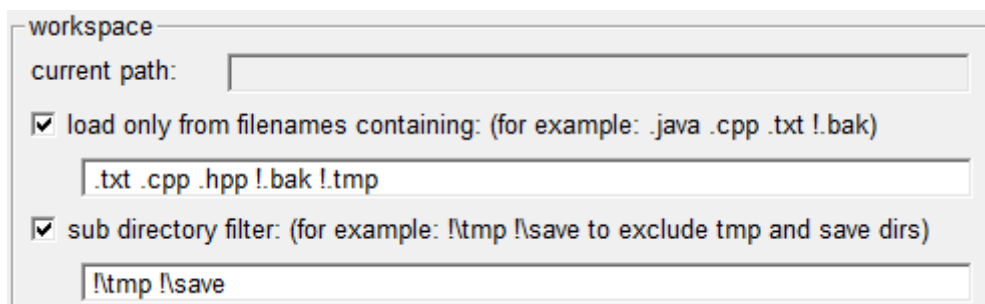 workspace
current path:
load only from filenames containing: (for example: .java .cpp .txt !.bak)
.txt .cpp .hpp !.bak !.tmp
sub directory filter: (for example: !\tmp !\save to exclude tmp and save dirs)
!\tmp !\save